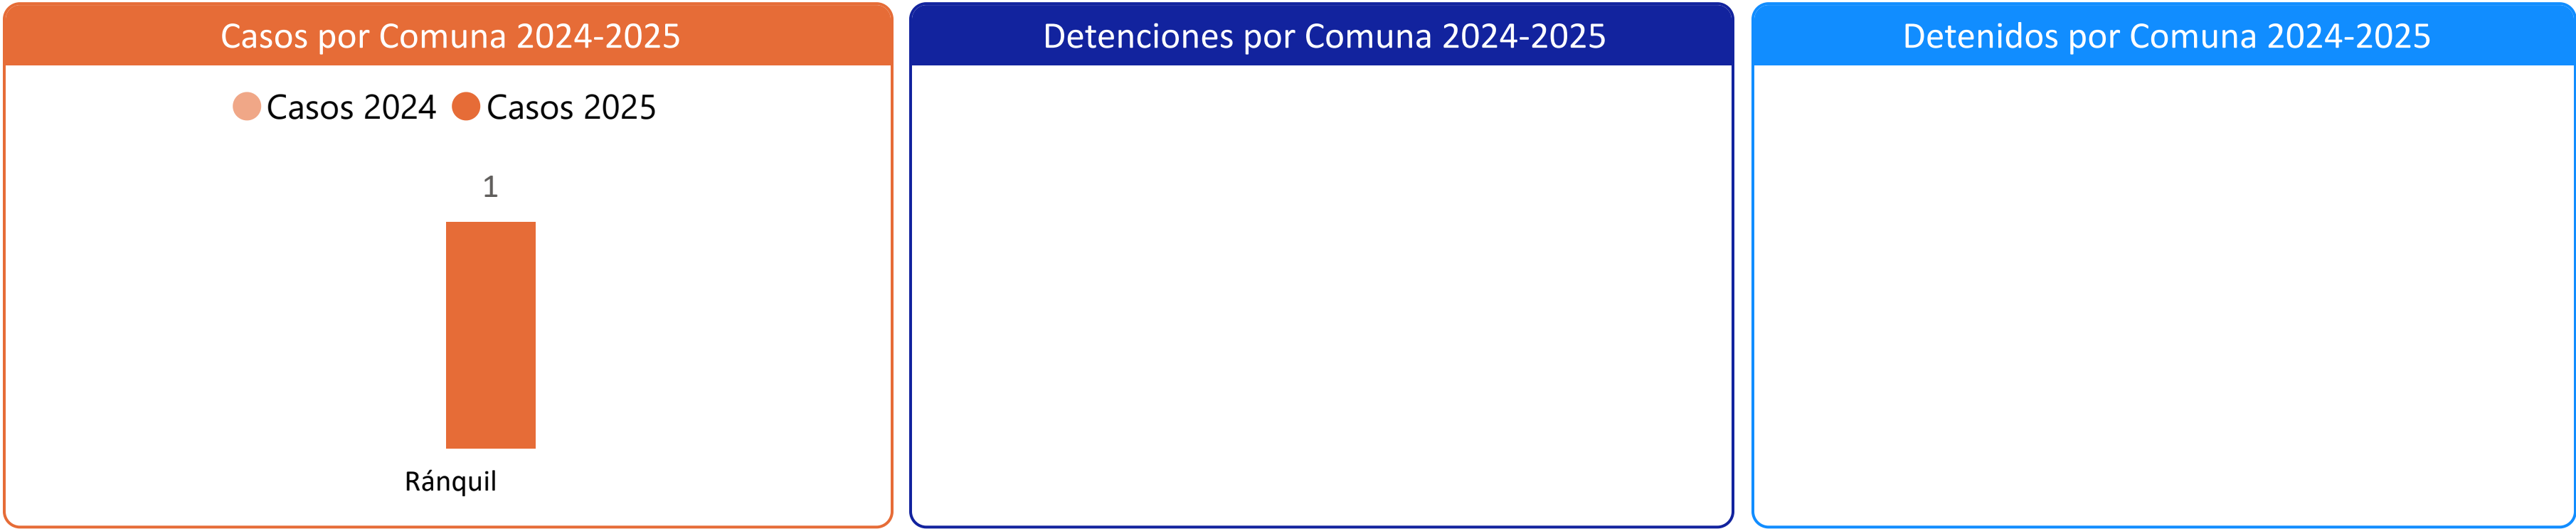 Casos por Comuna 2024-2025
Casos 2024 Casos 2025
1
Ránquil
Detenciones por Comuna 2024-2025
Detenidos por Comuna 2024-2025